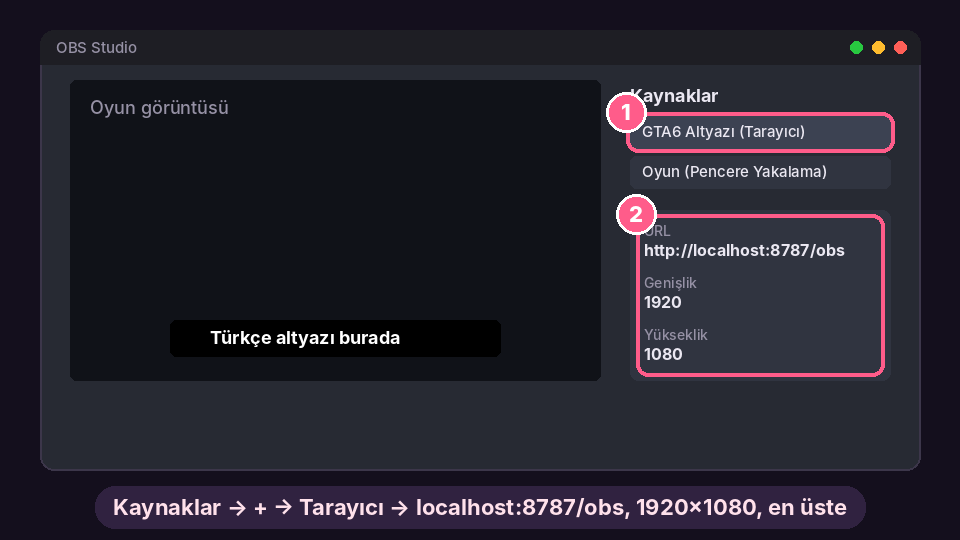 OBS Studio
Oyun görüntüsü
Türkçe altyazı burada
Kaynaklar
1
GTA6 Altyazı (Tarayıcı)
Oyun (Pencere Yakalama)
2
URL
http://localhost:8787/obs
Genişlik
1920
Yükseklik
1080
Kaynaklar → + → Tarayıcı → localhost:8787/obs, 1920×1080, en üste